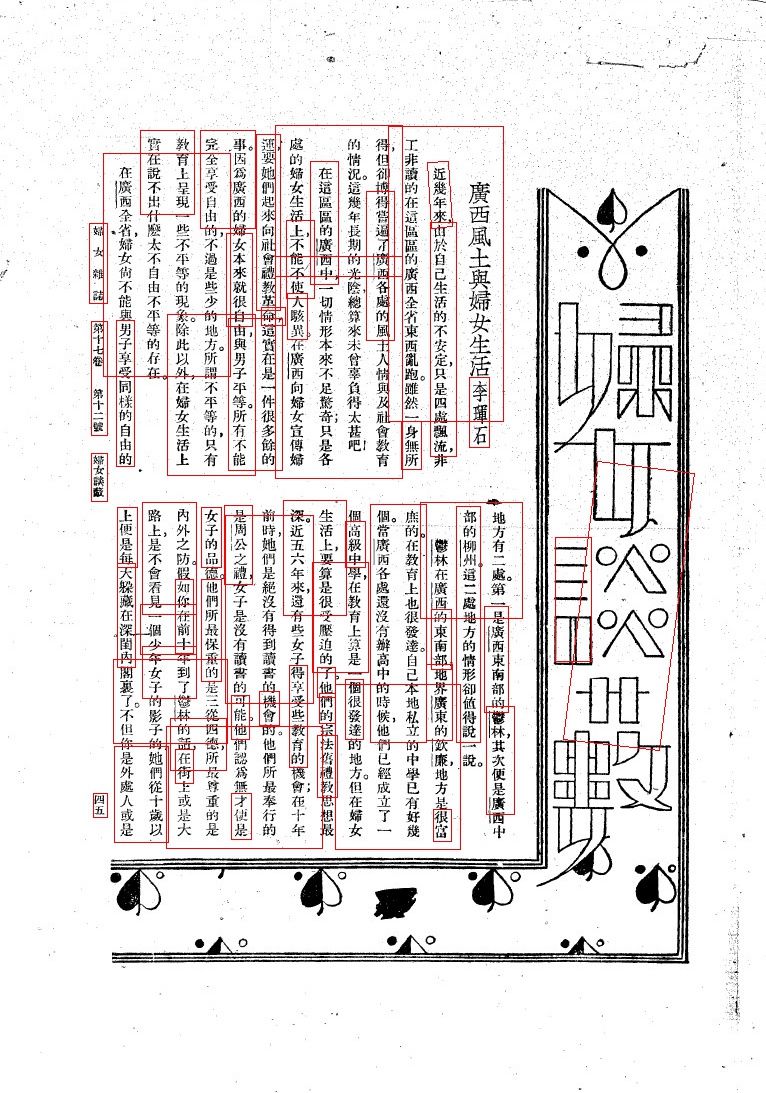 婦女談藪
廣西風土與婦女生活 李琿石
近幾年來,由於自己生活的不安定,只是四處飄流,非
工非讀的在這區區的廣西全省東西亂跑。雖然一身無所
得,但卻博得嘗遍了廣西各處的風土人情與及社會教育
的情況。這幾年長期的光陰總算來未曾辜負得太甚吧!
在這區區的廣西中,一切情形本來不足驚奇;只是各
處的婦女生活上,不能不使人駭異。在廣西向婦女宣傳婦
運,要她們起來向社會禮教革命,這實在是一件很多餘的
事。因為廣西的婦女本來就很自由與男子平等。所有不能
完全享受自由的,不過是些少的地方。所謂不平等的,只有
教育上呈現一些不平等的現象。除此以外,在婦女生活上
實在說不出什麼太不自由不平等的存在。
在廣西全省,婦女尚不能與男子享受同樣的自由的
地方有二處。第一是廣西東南部的鬱林,其次便是廣西中
部的柳州這二處地方的情形卻值得說一說。
鬱林在廣西的東南部地界廣東的欽廉,地方是很富
庶的在教育上也很發達。自己本地私立的中學已有好幾
個。當廣西各處還沒有辦高中的時候,他們已經成立了一
個高級中學,在教育上算是一個很發達的地方。但在婦女
生活上,要算是很受壓迫的了他們的宗法舊禮教思想最
深。近五六年來,還有些女子得享受些教育的機會;在十年
前時,她們是絕沒有得到讀書的機會的他們所最奉行的
是周公之禮,女子是沒有讀書的可能。他們認為無才便是
女子的品德。他們所最保重的是三從四德,所最尊重的是
內外之防。假如你在前十年到了鬱林的話,在街上或是大
路上,是不會看見一個少年女子的影子的她們從十歲以
上便是每天躲藏在深閨內閣裏了。不但你是外處人或是
婦女雜誌 第十七卷 第十二號 婦女談藪 四五